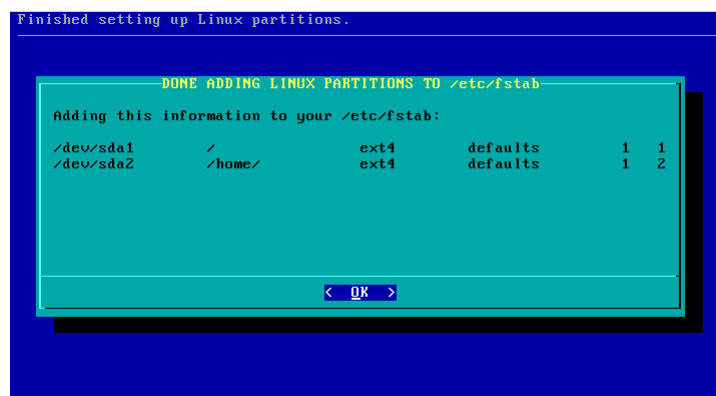 Finished setting up Linux partitions.
DONE ADDING LINUX PARTITIONS TO /etc/fstab
Adding this information to your /etc/fstab:
/dev/sda1 / ext4 defaults 1 1
/dev/sda2 /home/ ext4 defaults 1 2
< OK >